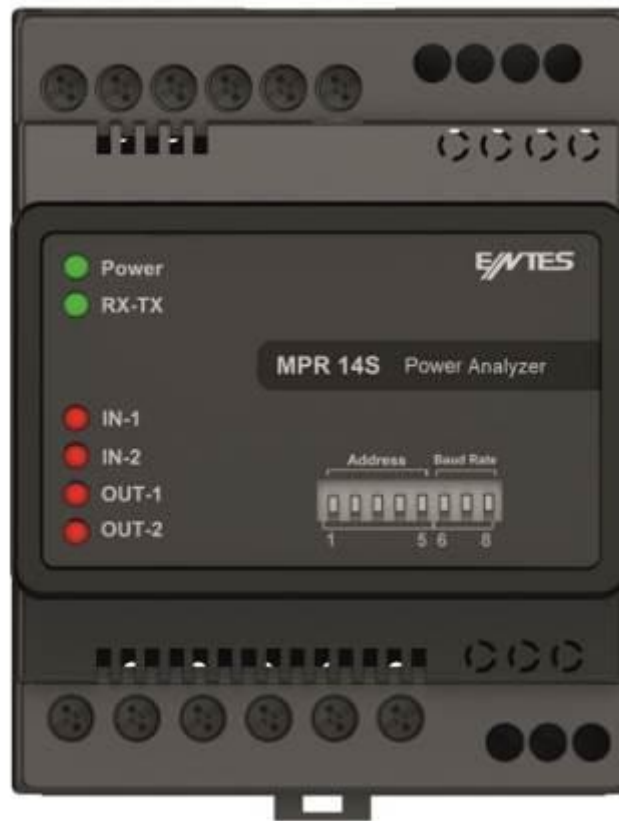 Power
ENTES
RX-TX
MPR 14S Power Analyzer
IN-1
IN-2
OUT-1
OUT-2
Address Baud Rate
1 5 6 8